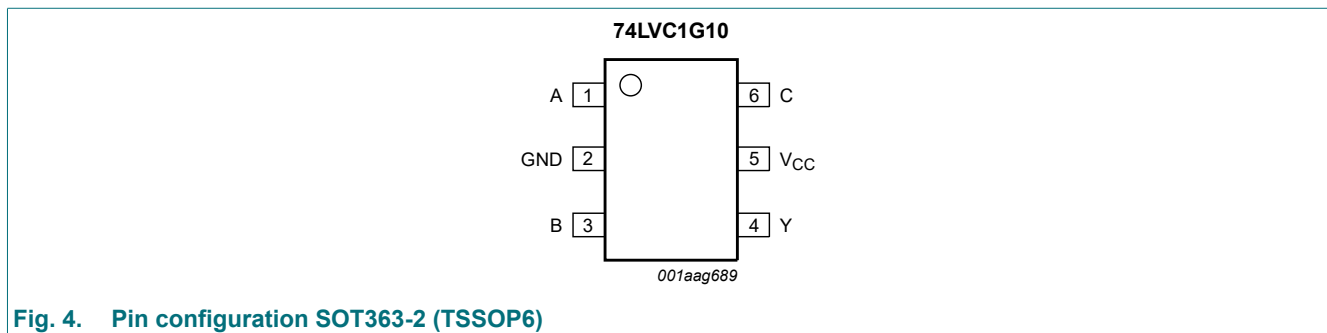 74LVC1G10
A 1 6 C
GND 2 5 VCC
B 3 4 Y
001aag689
Fig. 4. Pin configuration SOT363-2 (TSSOP6)